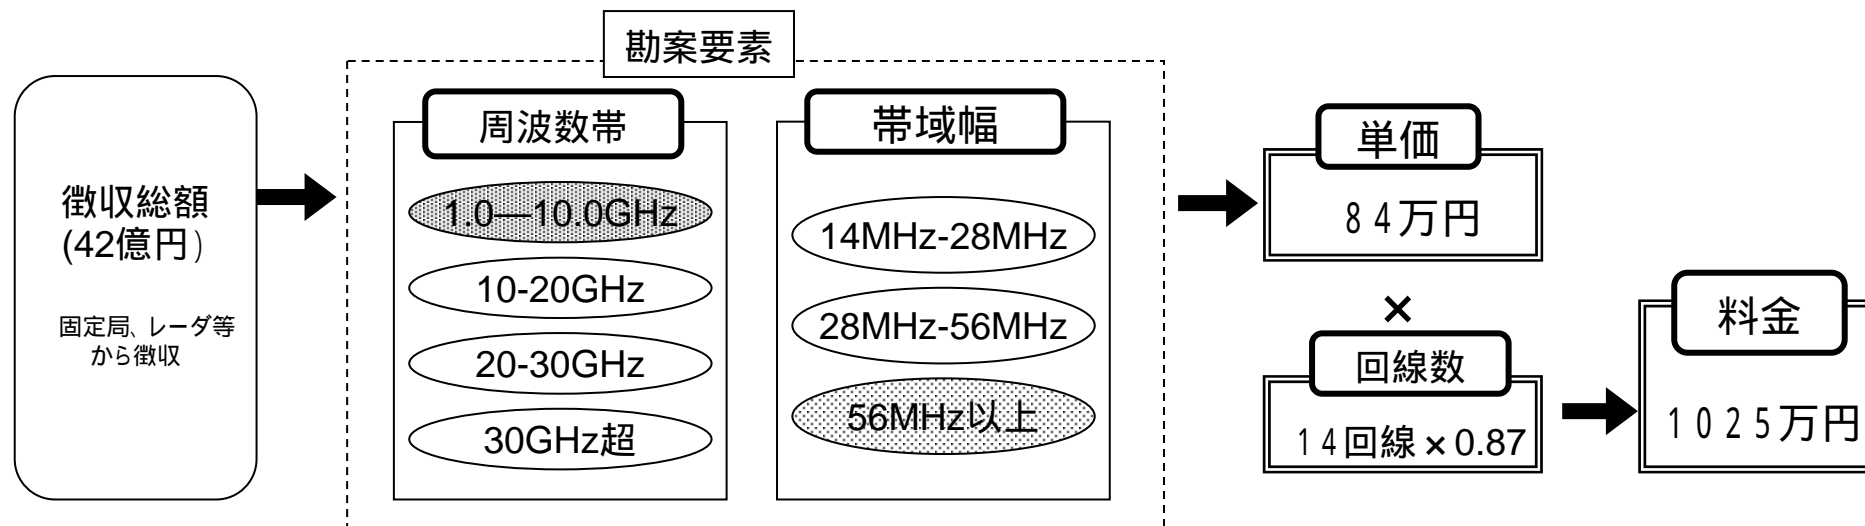 勘案要素
徴収総額
(42億円)
固定局、レーダ等
から徴収
周波数帯
1.0—10.0GHz
10-20GHz
20-30GHz
30GHz超
帯域幅
14MHz-28MHz
28MHz-56MHz
56MHz以上
単価
８４万円
×
回線数
１４回線×0.87
料金
１０２５万円